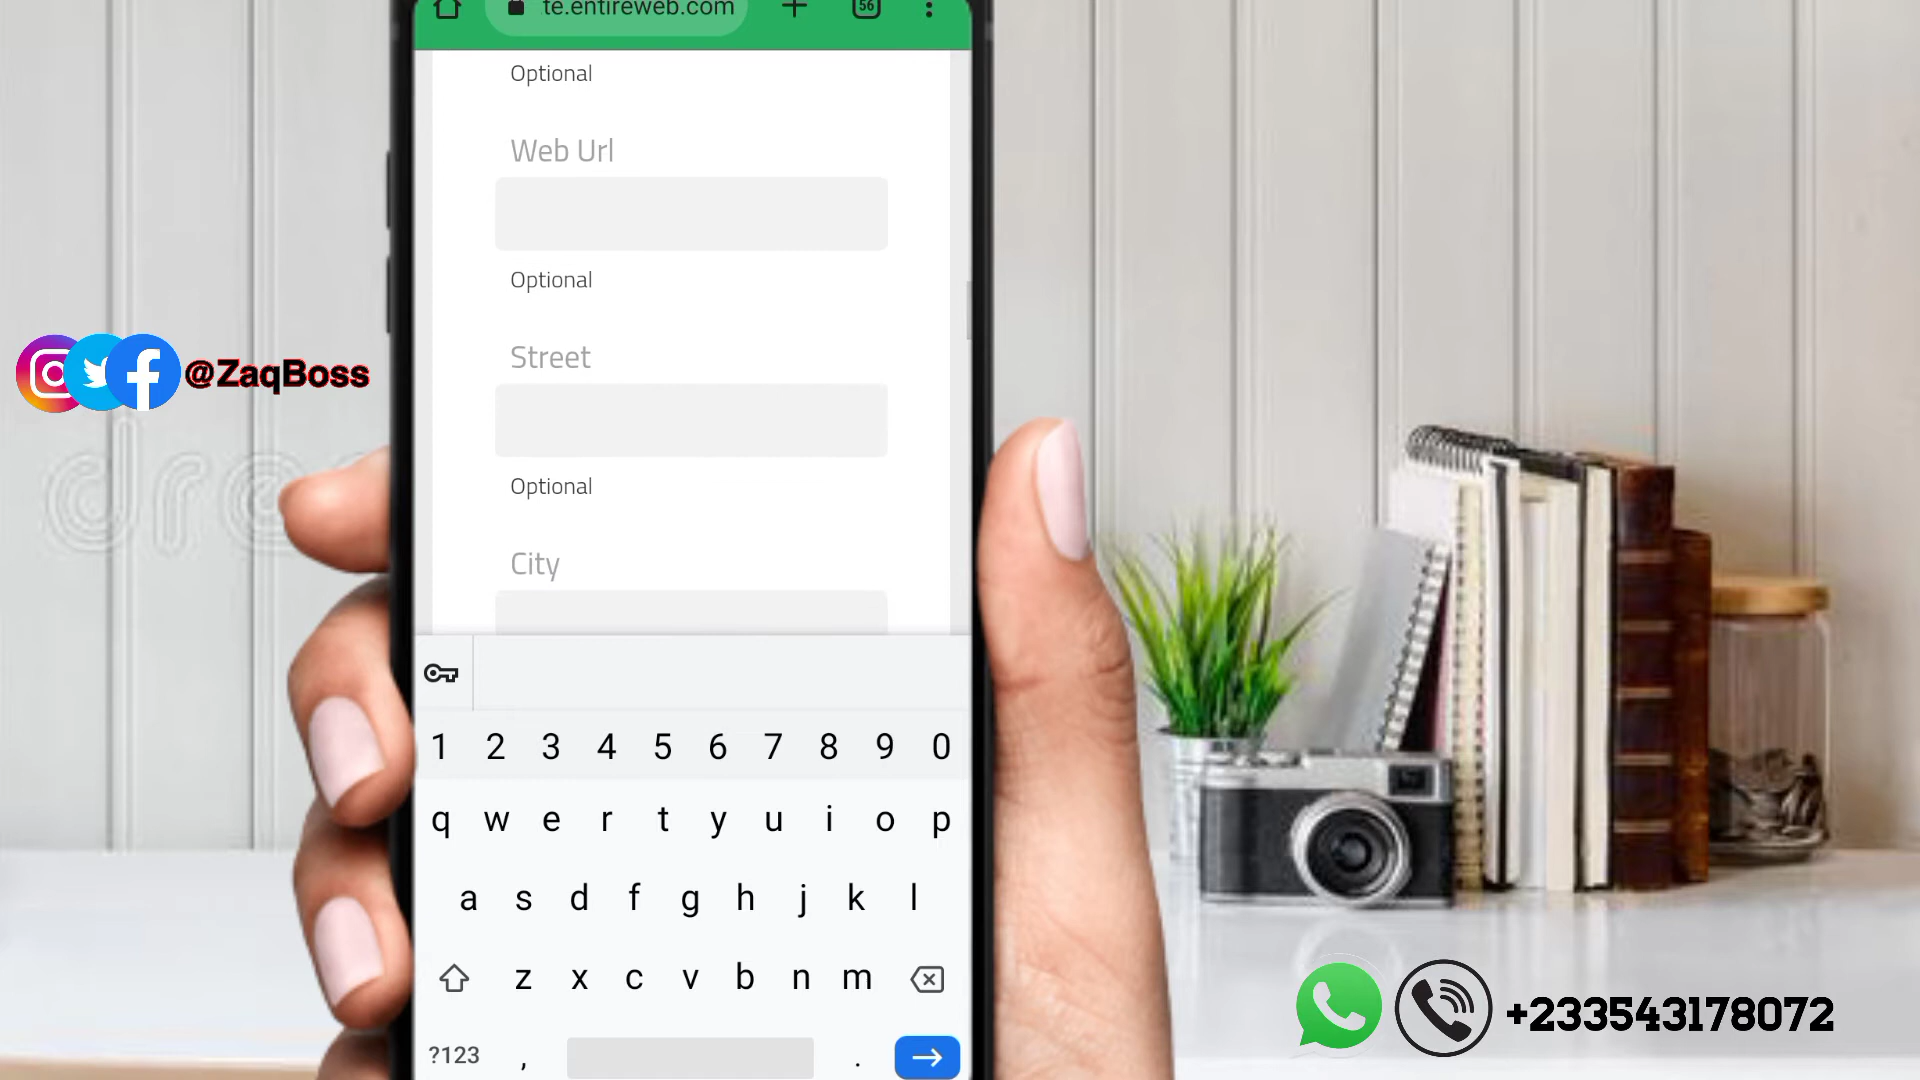 te.entireweb.com
56
Optional
Web Url
Optional
Street
Optional
City
@ZaqBoss
dre
1 2 3 4 5 6 7 8 9 0
q w e r t y u i o p
a s d f g h j k l
z x c v b n m
?123 , .
+233543178072